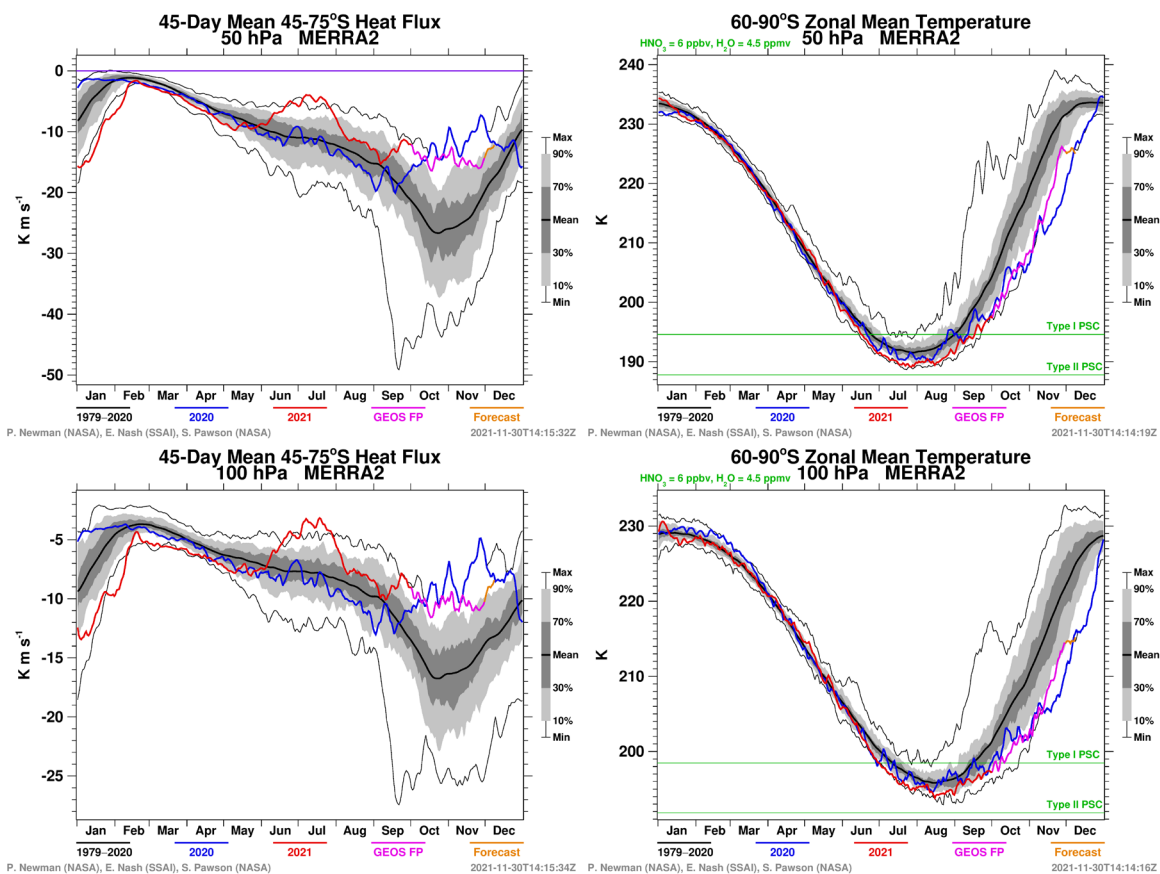 45-Day Mean 45-75°S Heat Flux
50 hPa MERRA2
0
-10
-20
-30
-40
-50
K m s⁻¹
Jan Feb Mar Apr May Jun Jul Aug Sep Oct Nov Dec
1979–2020 2020 2021 GEOS FP Forecast
Max
90%
70%
Mean
30%
10%
Min
P. Newman (NASA), E. Nash (SSAI), S. Pawson (NASA) 2021-11-30T14:15:32Z
60-90°S Zonal Mean Temperature
50 hPa MERRA2
HNO₃ = 6 ppbv, H₂O = 4.5 ppmv
240
230
220
210
200
190
K
Type I PSC
Type II PSC
Jan Feb Mar Apr May Jun Jul Aug Sep Oct Nov Dec
1979–2020 2020 2021 GEOS FP Forecast
Max
90%
70%
Mean
30%
10%
Min
P. Newman (NASA), E. Nash (SSAI), S. Pawson (NASA) 2021-11-30T14:14:19Z
45-Day Mean 45-75°S Heat Flux
100 hPa MERRA2
-5
-10
-15
-20
-25
K m s⁻¹
Jan Feb Mar Apr May Jun Jul Aug Sep Oct Nov Dec
1979–2020 2020 2021 GEOS FP Forecast
Max
90%
70%
Mean
30%
10%
Min
P. Newman (NASA), E. Nash (SSAI), S. Pawson (NASA) 2021-11-30T14:15:34Z
60-90°S Zonal Mean Temperature
100 hPa MERRA2
HNO₃ = 6 ppbv, H₂O = 4.5 ppmv
230
220
210
200
K
Type I PSC
Type II PSC
Jan Feb Mar Apr May Jun Jul Aug Sep Oct Nov Dec
1979–2020 2020 2021 GEOS FP Forecast
Max
90%
70%
Mean
30%
10%
Min
P. Newman (NASA), E. Nash (SSAI), S. Pawson (NASA) 2021-11-30T14:14:16Z